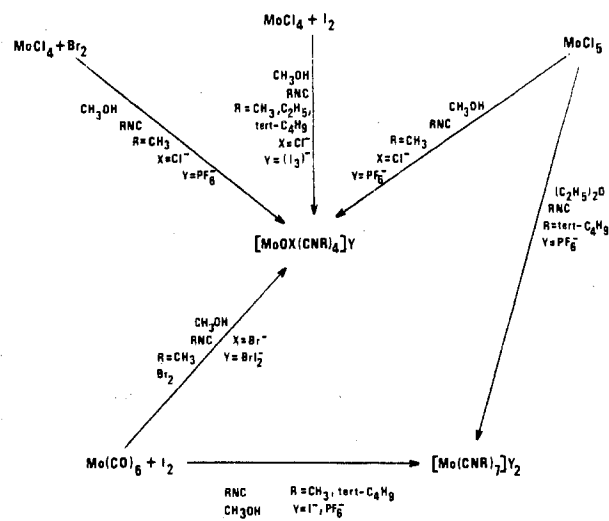 MoCl4 + I2
MoCl4 + Br2
MoCl5
CH3OH
RNC
R=CH3
X=Cl-
Y=PF6-
CH3OH
RNC
R=CH3,C2H5,
tert-C4H9
X=Cl-
Y=(I3)-
CH3OH
RNC
R=CH3
X=Cl-
Y=PF6-
(C2H5)2O
RNC
R=tert-C4H9
Y=PF6-
[MoOX(CNR)4]Y
CH3OH
RNC X=Br-
R=CH3 Y=BrI2-
Br2
Mo(CO)6 + I2
[Mo(CNR)7]Y2
RNC R=CH3, tert-C4H9
CH3OH Y=I-, PF6-